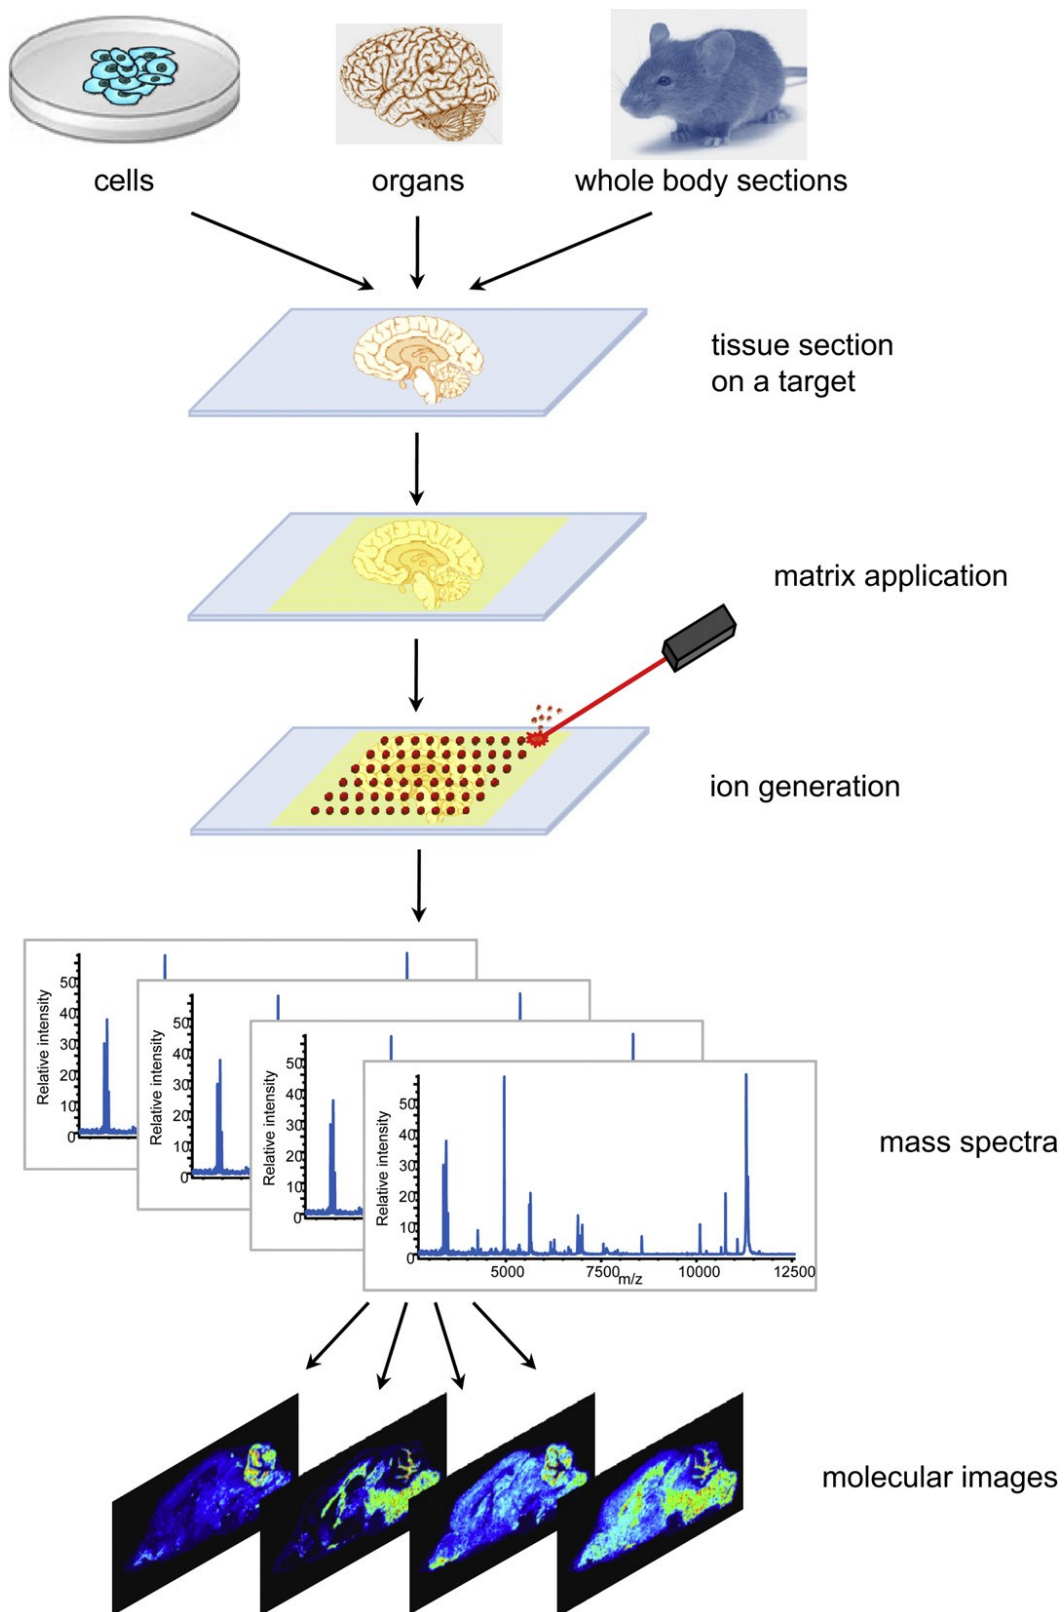 cells
organs
whole body sections
tissue section
on a target
matrix application
ion generation
Relative intensity
50
40
30
20
10
0
Relative intensity
50
40
30
20
10
0
Relative intensity
50
40
30
20
10
0
Relative intensity
50
40
30
20
10
0
5000
7500
m/z
10000
12500
mass spectra
molecular images